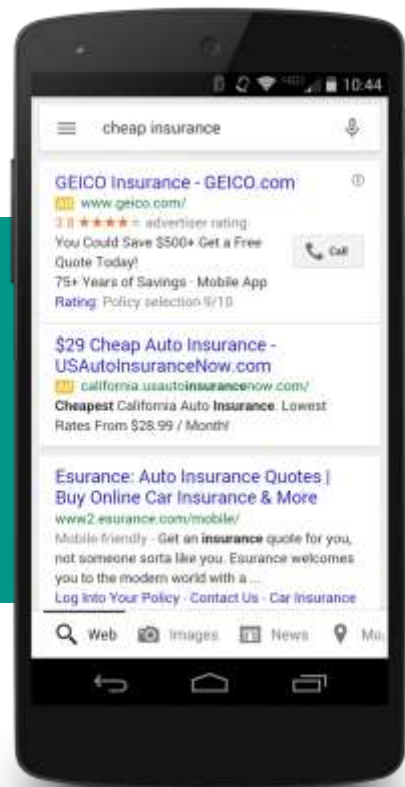 10:44
cheap insurance
GEICO Insurance - GEICO.com
Ad www.geico.com/
3.8 ★★★★ advertiser rating
You Could Save $500+ Get a Free
Quote Today!
Call
75+ Years of Savings · Mobile App
Rating: Policy selection 9/10
$29 Cheap Auto Insurance -
USAutoInsuranceNow.com
Ad california.usautoinsurancenow.com/
Cheapest California Auto Insurance. Lowest
Rates From $28.99 / Month!
Esurance: Auto Insurance Quotes |
Buy Online Car Insurance & More
www2.esurance.com/mobile/
Mobile-friendly · Get an insurance quote for you,
not someone sorta like you. Esurance welcomes
you to the modern world with a ...
Log Into Your Policy · Contact Us · Car Insurance
Web Images News